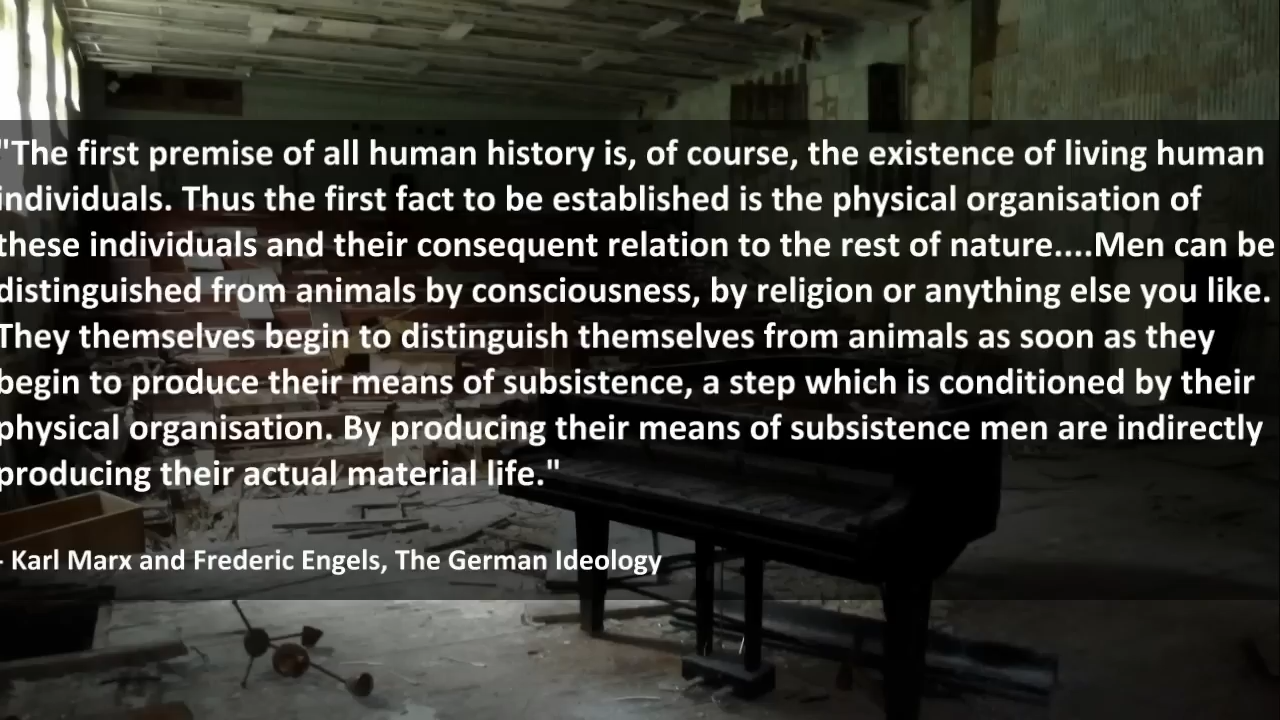 "The first premise of all human history is, of course, the existence of living human
individuals. Thus the first fact to be established is the physical organisation of
these individuals and their consequent relation to the rest of nature....Men can be
distinguished from animals by consciousness, by religion or anything else you like.
They themselves begin to distinguish themselves from animals as soon as they
begin to produce their means of subsistence, a step which is conditioned by their
physical organisation. By producing their means of subsistence men are indirectly
producing their actual material life."
- Karl Marx and Frederic Engels, The German Ideology